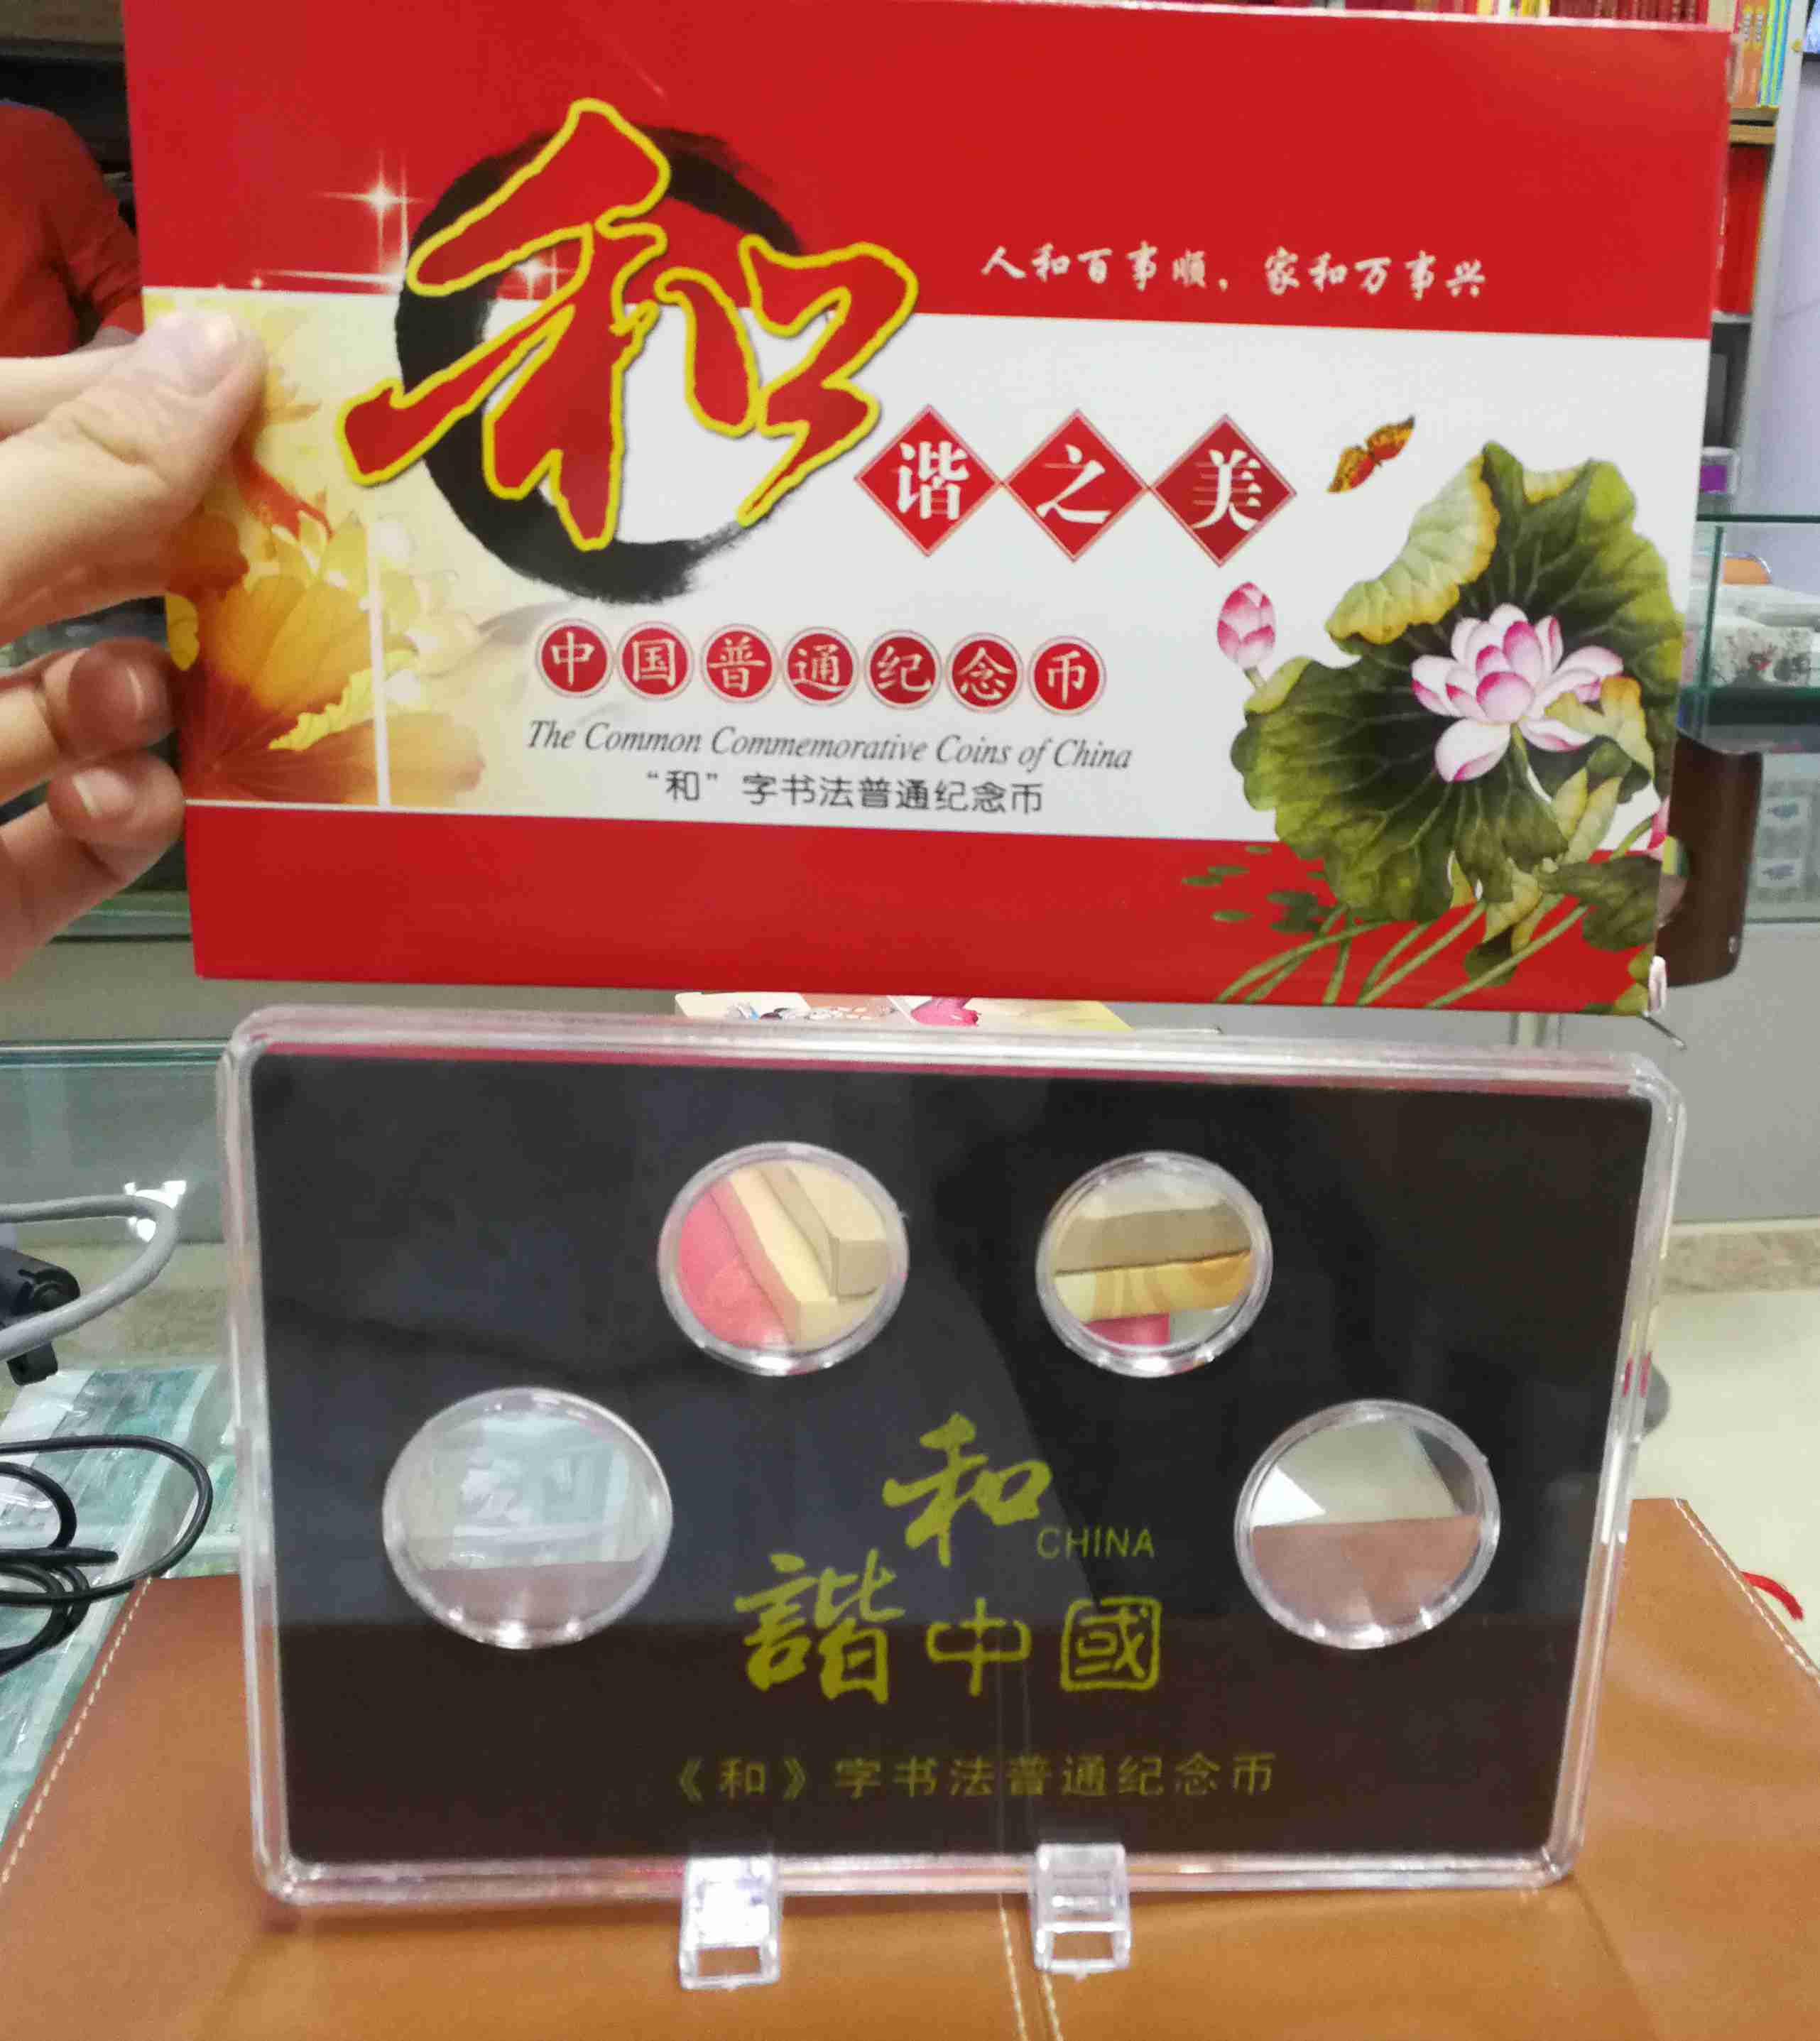 人和百事顺，家和万事兴
和谐之美
中国普通纪念币
The Common Commemorative Coins of China
“和”字书法普通纪念币
和
CHINA
諧中國
《和》字书法普通纪念币